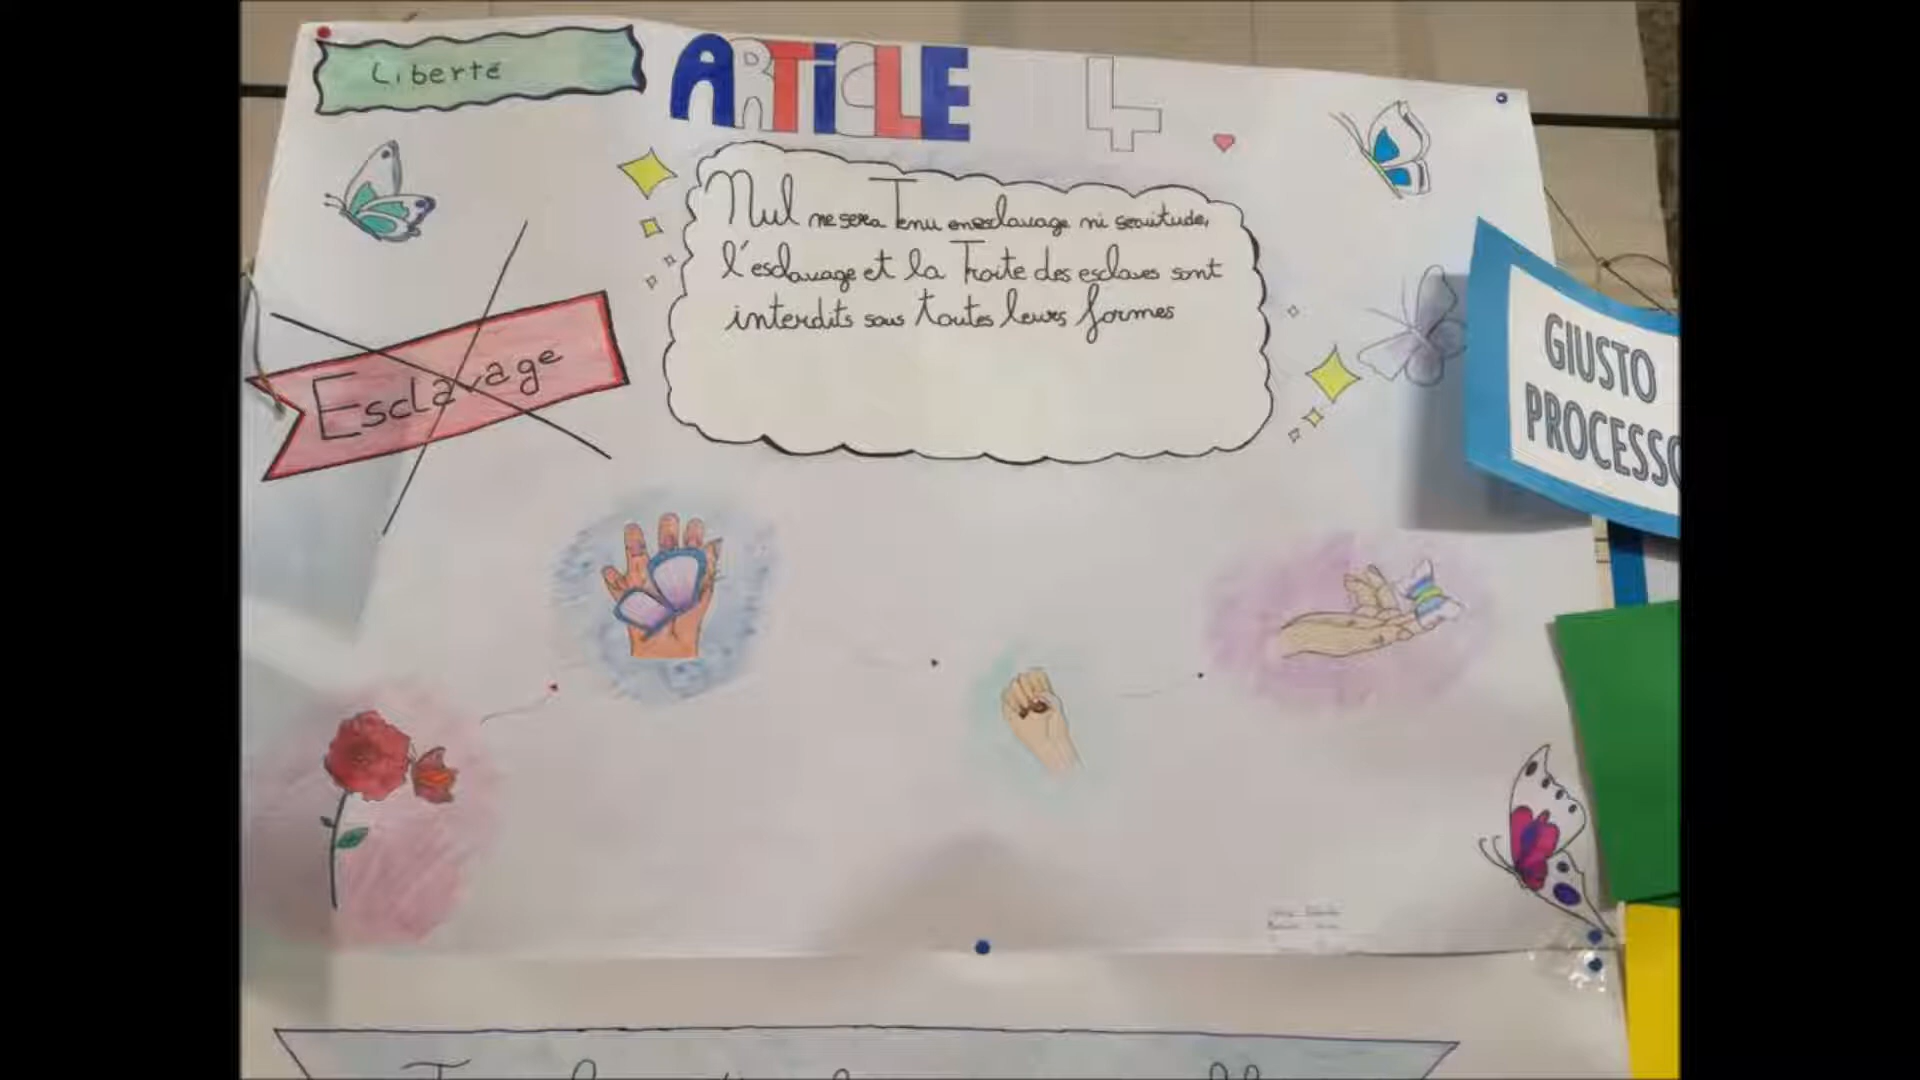 Liberté
ARTICLE 4
Nul ne sera Tenu en esclavage ni servitude,
l'esclavage et la Traite des esclaves sont
interdits sous toutes leurs formes
Esclavage
GIUSTO
PROCESSO